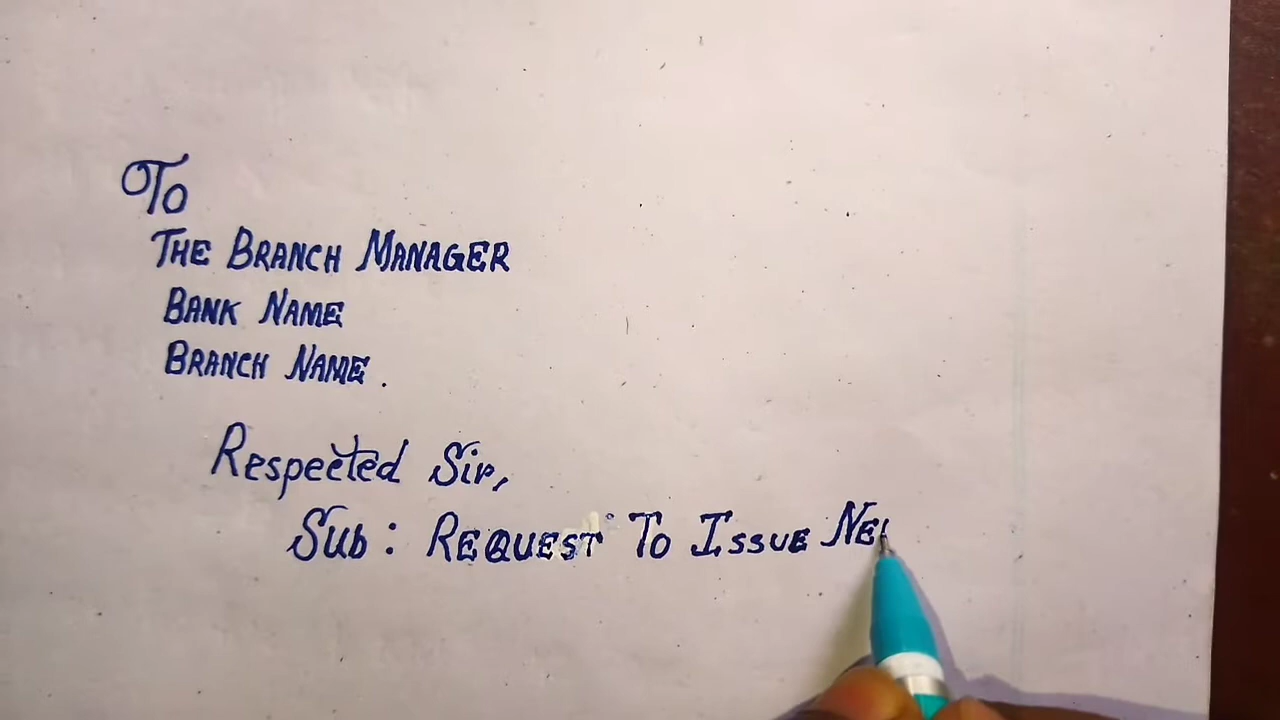 To
The Branch Manager
Bank Name
Branch Name.
Respected Sir,
Sub: Request To Issue